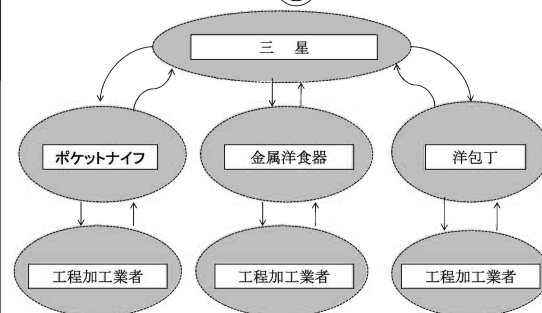 三　星
ポケットナイフ
金属洋食器
洋包丁
工程加工業者
工程加工業者
工程加工業者